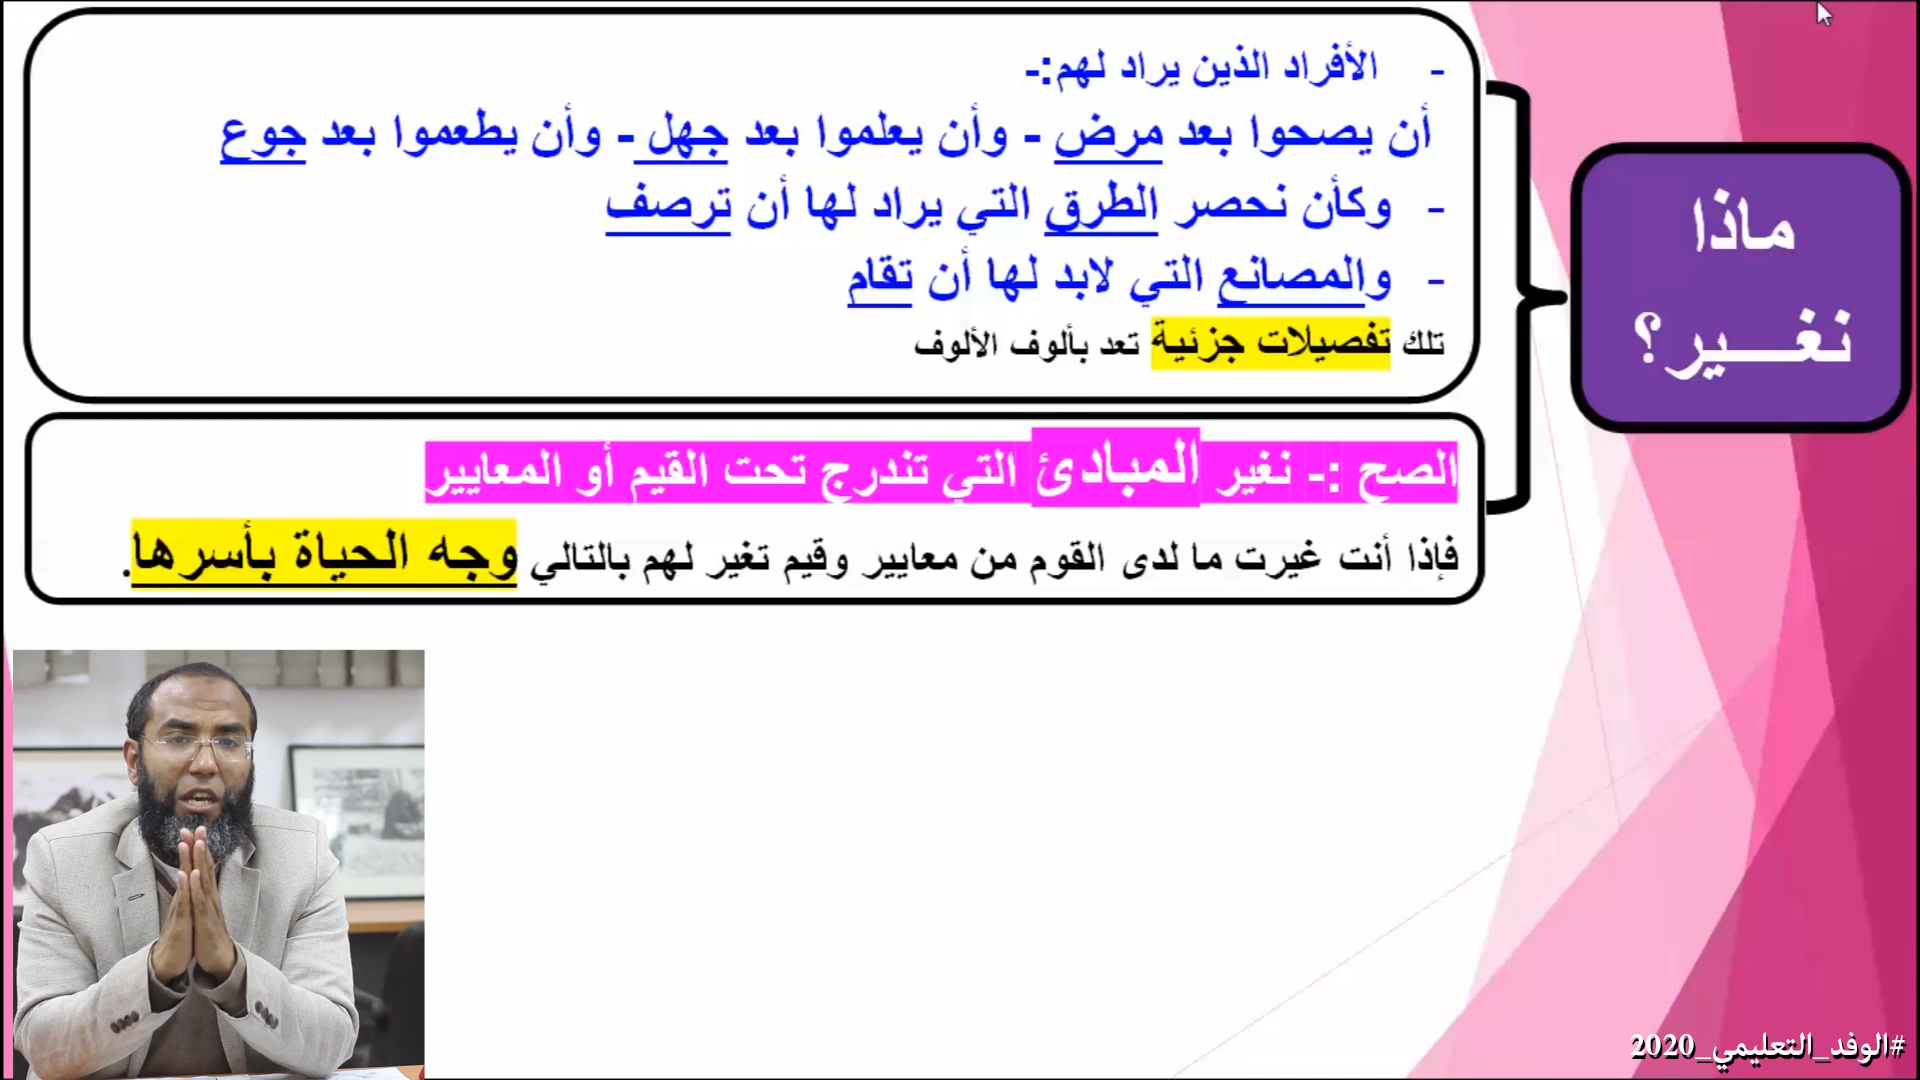 ماذا
نغـــير؟
- الأفراد الذين يراد لهم:-
أن يصحوا بعد مرض - وأن يعلموا بعد جهل - وأن يطعموا بعد جوع
- وكأن نحصر الطرق التي يراد لها أن ترصف
- والمصانع التي لابد لها أن تقام
تلك تفصيلات جزئية تعد بألوف الألوف
الصح :- نغير المبادئ التي تندرج تحت القيم أو المعايير
فإذا أنت غيرت ما لدى القوم من معايير وقيم تغير لهم بالتالي وجه الحياة بأسرها.
#الوفد_التعليمي_2020